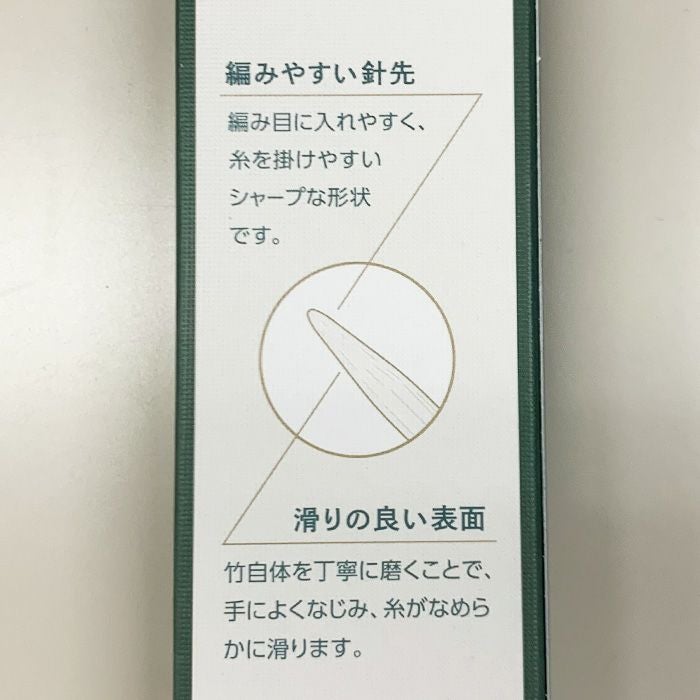 編みやすい針先
編み目に入れやすく、
糸を掛けやすい
シャープな形状
です。
滑りの良い表面
竹自体を丁寧に磨くことで、
手によくなじみ、糸がなめら
かに滑ります。